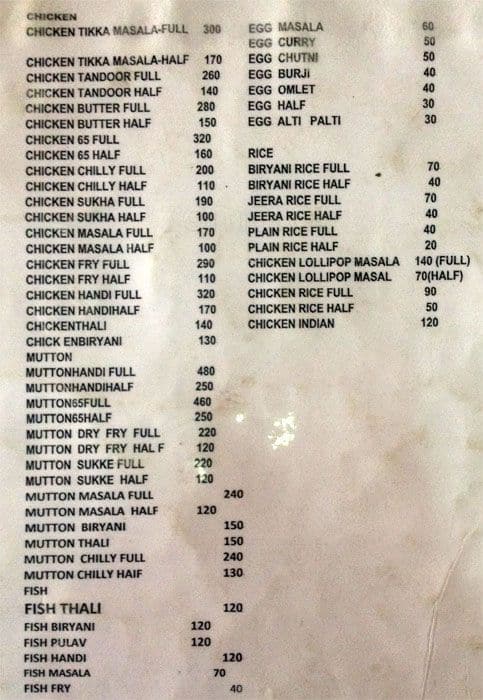 CHICKEN
CHICKEN TIKKA MASALA-FULL 300
CHICKEN TIKKA MASALA-HALF 170
CHICKEN TANDOOR FULL 260
CHICKEN TANDOOR HALF 140
CHICKEN BUTTER FULL 280
CHICKEN BUTTER HALF 150
CHICKEN 65 FULL 320
CHICKEN 65 HALF 160
CHICKEN CHILLY FULL 200
CHICKEN CHILLY HALF 110
CHICKEN SUKHA FULL 190
CHICKEN SUKHA HALF 100
CHICKEN MASALA FULL 170
CHICKEN MASALA HALF 100
CHICKEN FRY FULL 290
CHICKEN FRY HALF 110
CHICKEN HANDI FULL 320
CHICKEN HANDIHALF 170
CHICKENTHALI 140
CHICK ENBIRYANI 130
MUTTON
MUTTONHANDI FULL 480
MUTTONHANDIHALF 250
MUTTON65FULL 460
MUTTON65HALF 250
MUTTON DRY FRY FULL 220
MUTTON DRY FRY HAL F 120
MUTTON SUKKE FULL 220
MUTTON SUKKE HALF 120
MUTTON MASALA FULL 240
MUTTON MASALA HALF 120
MUTTON BIRYANI 150
MUTTON THALI 150
MUTTON CHILLY FULL 240
MUTTON CHILLY HAIF 130
FISH
FISH THALI 120
FISH BIRYANI 120
FISH PULAV 120
FISH HANDI 120
FISH MASALA 70
FISH FRY 40
EGG MASALA 60
EGG CURRY 50
EGG CHUTNI 50
EGG BURJI 40
EGG OMLET 40
EGG HALF 30
EGG ALTI PALTI 30
RICE
BIRYANI RICE FULL 70
BIRYANI RICE HALF 40
JEERA RICE FULL 70
JEERA RICE HALF 40
PLAIN RICE FULL 40
PLAIN RICE HALF 20
CHICKEN LOLLIPOP MASALA 140 (FULL)
CHICKEN LOLLIPOP MASAL 70(HALF)
CHICKEN RICE FULL 90
CHICKEN RICE HALF 50
CHICKEN INDIAN 120